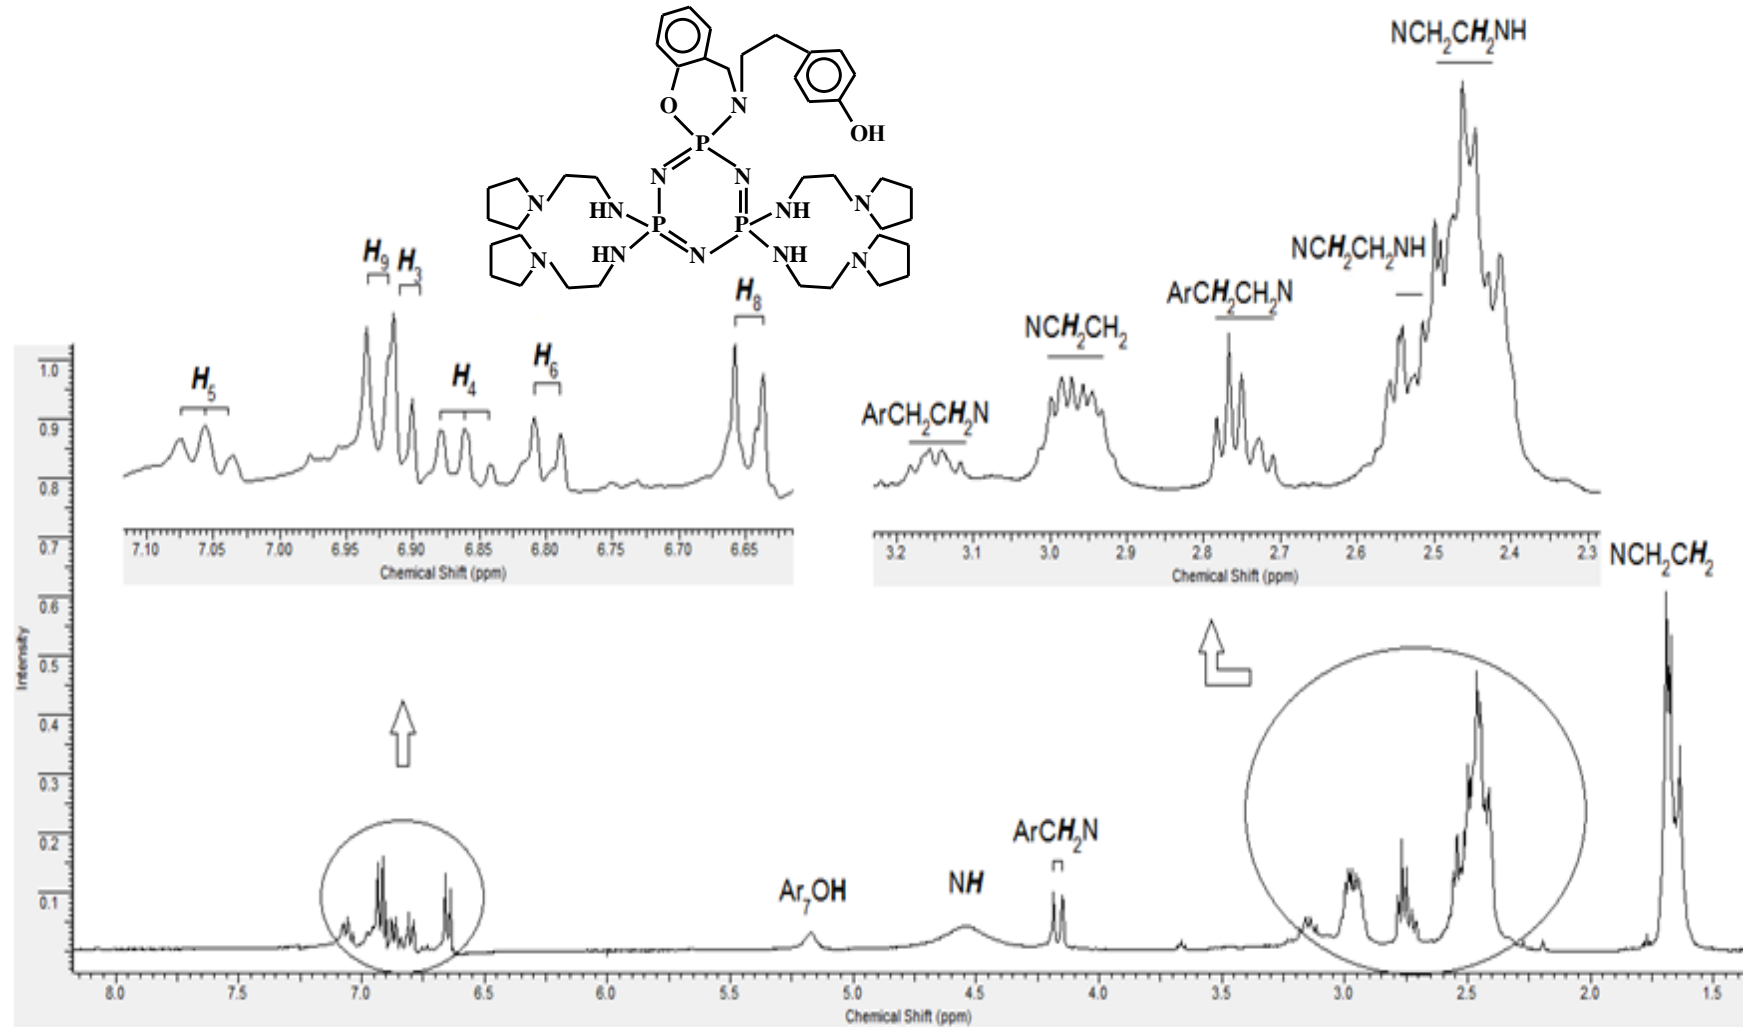 O
N
OH
P
N
N
N
HN
P
P
NH
N
N
HN
N
NH
N
H9
H3
H5
H4
H6
H8
ArCH2CH2N
NCH2CH2
ArCH2CH2N
NCH2CH2NH
NCH2CH2NH
7.10 7.05 7.00 6.95 6.90 6.85 6.80 6.75 6.70 6.65
Chemical Shift (ppm)
3.2 3.1 3.0 2.9 2.8 2.7 2.6 2.5 2.4 2.3
Chemical Shift (ppm)
NCH2CH2
1.0
0.9
0.8
0.7
0.6
0.5
0.4
0.3
0.2
0.1
Intensity
Ar7OH
NH
ArCH2N
8.0 7.5 7.0 6.5 6.0 5.5 5.0 4.5 4.0 3.5 3.0 2.5 2.0 1.5
Chemical Shift (ppm)